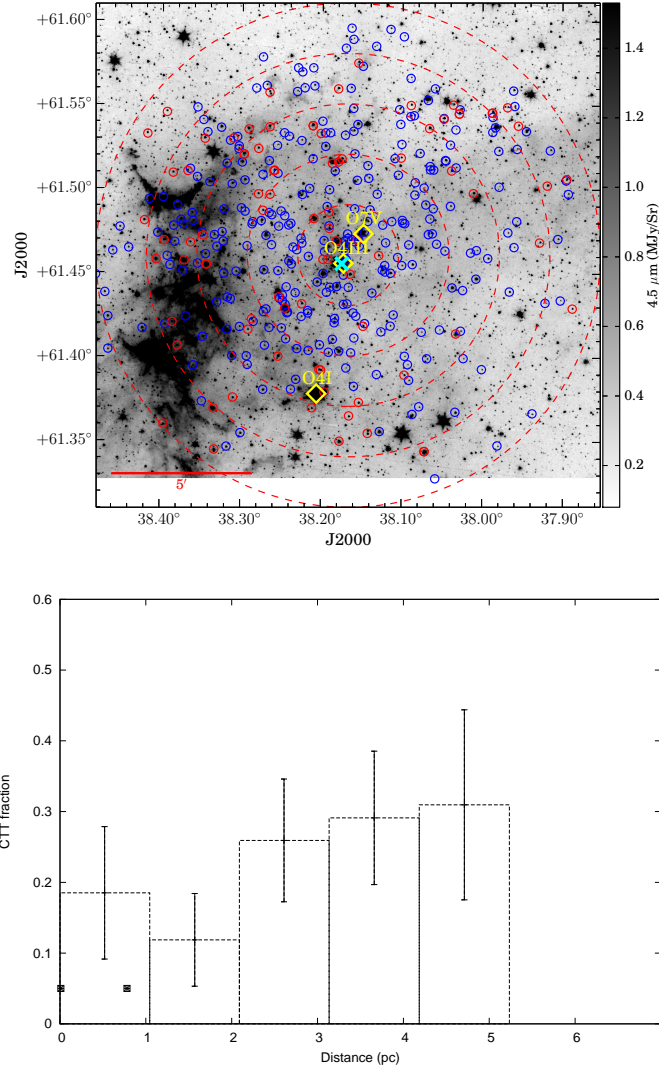 +61.60°
+61.55°
+61.50°
+61.45°
+61.40°
+61.35°
J2000
O7V
O4III
O4I
5′
38.40° 38.30° 38.20° 38.10° 38.00° 37.90°
J2000
1.4
1.2
1.0
0.8
0.6
0.4
0.2
4.5 μm (MJy/Sr)
0.6
0.5
0.4
0.3
0.2
0.1
0
CTT fraction
0 1 2 3 4 5 6
Distance (pc)